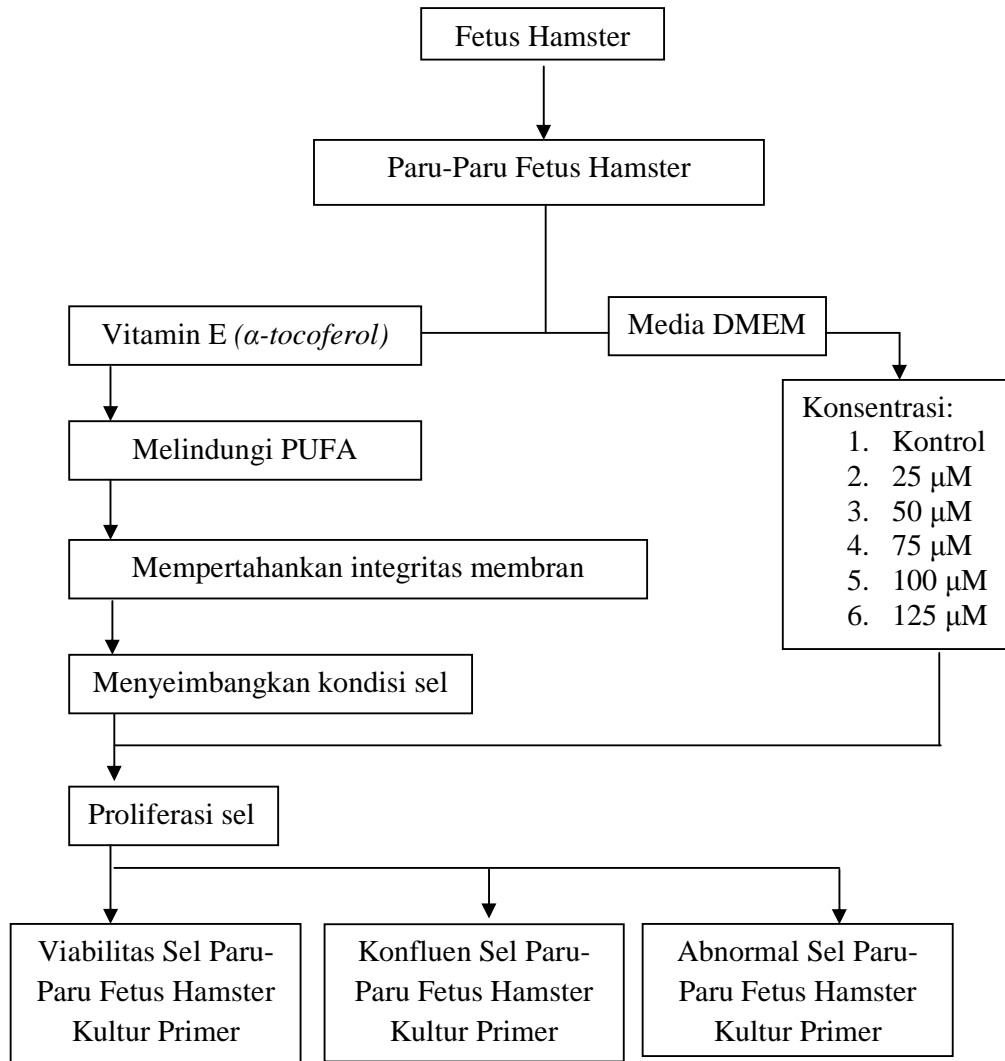 Fetus Hamster
Paru-Paru Fetus Hamster
Vitamin E (α-tocoferol)
Media DMEM
Melindungi PUFA
Mempertahankan integritas membran
Menyeimbangkan kondisi sel
Konsentrasi:
1. Kontrol
2. 25 μM
3. 50 μM
4. 75 μM
5. 100 μM
6. 125 μM
Proliferasi sel
Viabilitas Sel Paru-
Paru Fetus Hamster
Kultur Primer
Konfluen Sel Paru-
Paru Fetus Hamster
Kultur Primer
Abnormal Sel Paru-
Paru Fetus Hamster
Kultur Primer